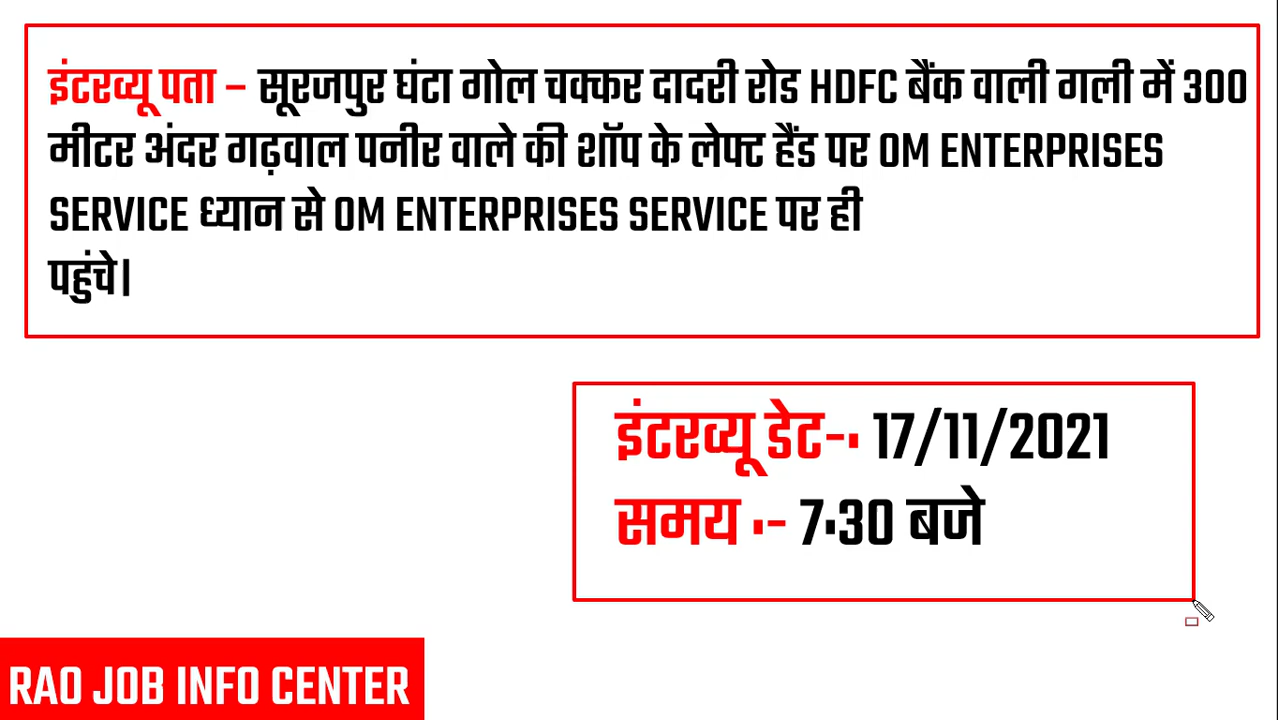 इंटरव्यू पता – सूरजपुर घंटा गोल चक्कर दादरी रोड HDFC बैंक वाली गली में 300
मीटर अंदर गढ़वाल पनीर वाले की शॉप के लेफ्ट हैंड पर OM ENTERPRISES
SERVICE ध्यान से OM ENTERPRISES SERVICE पर ही
पहुंचे।
इंटरव्यू डेट-: 17/11/2021
समय :- 7:30 बजे
RAO JOB INFO CENTER